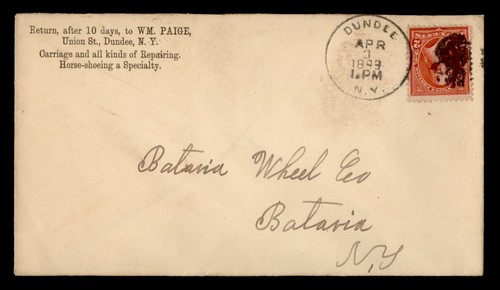 Return, after 10 days, to WM. PAIGE,
Union St., Dundee, N. Y.
Carriage and all kinds of Repairing.
Horse-shoeing a Specialty.
DUNDEE
APR
3
1899
1 PM
N.Y.
Batavia Wheel Co
Batavia
N.Y